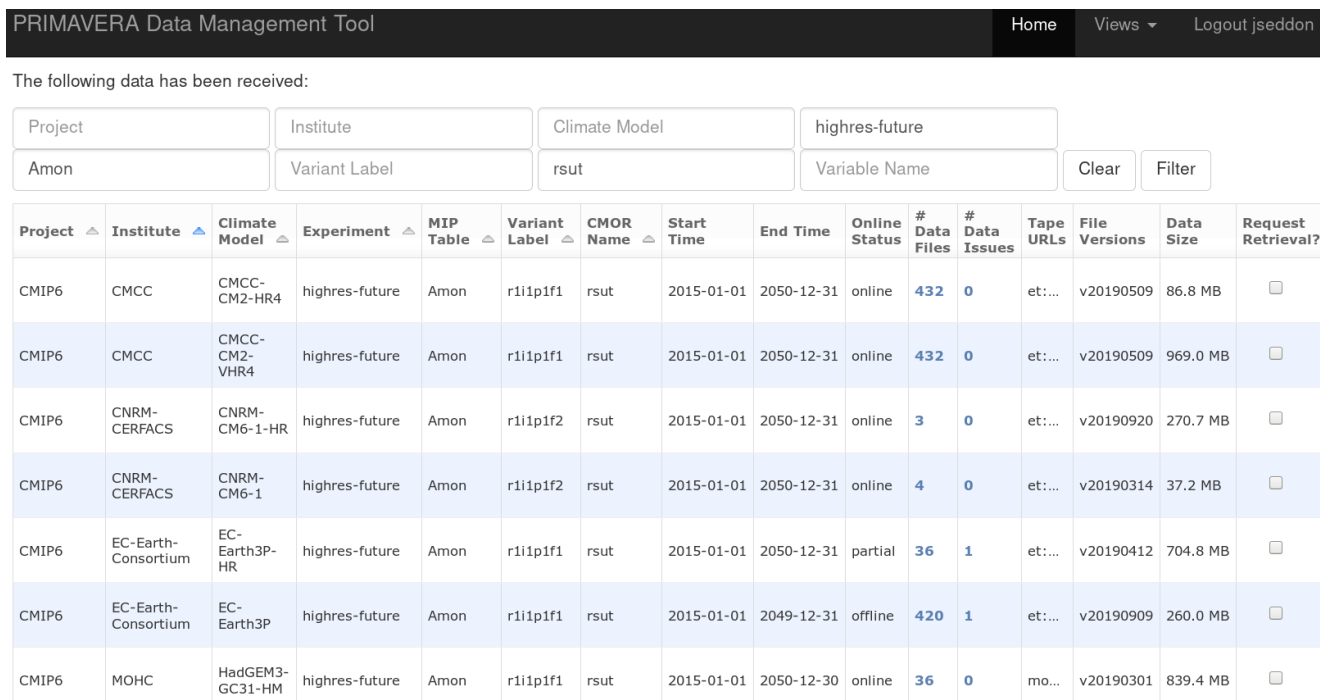 PRIMAVERA Data Management Tool Home Views Logout jseddon
The following data has been received:
Project Institute Climate Model highres-future
Amon Variant Label rsut Variable Name Clear Filter
Project Institute Climate Model Experiment MIP Table Variant Label CMOR Name Start Time End Time Online Status # Data Files # Data Issues Tape URLs File Versions Data Size Request Retrieval?
CMIP6 CMCC CMCC-CM2-HR4 highres-future Amon r1i1p1f1 rsut 2015-01-01 2050-12-31 online 432 0 et:... v20190509 86.8 MB
CMIP6 CMCC CMCC-CM2-VHR4 highres-future Amon r1i1p1f1 rsut 2015-01-01 2050-12-31 online 432 0 et:... v20190509 969.0 MB
CMIP6 CNRM-CERFACS CNRM-CM6-1-HR highres-future Amon r1i1p1f2 rsut 2015-01-01 2050-12-31 online 3 0 et:... v20190920 270.7 MB
CMIP6 CNRM-CERFACS CNRM-CM6-1 highres-future Amon r1i1p1f2 rsut 2015-01-01 2050-12-31 online 4 0 et:... v20190314 37.2 MB
CMIP6 EC-Earth-Consortium EC-Earth3P-HR highres-future Amon r1i1p1f1 rsut 2015-01-01 2050-12-31 partial 36 1 et:... v20190412 704.8 MB
CMIP6 EC-Earth-Consortium EC-Earth3P highres-future Amon r1i1p1f1 rsut 2015-01-01 2049-12-31 offline 420 1 et:... v20190909 260.0 MB
CMIP6 MOHC HadGEM3-GC31-HM highres-future Amon r1i1p1f1 rsut 2015-01-01 2050-12-30 online 36 0 mo... v20190301 839.4 MB